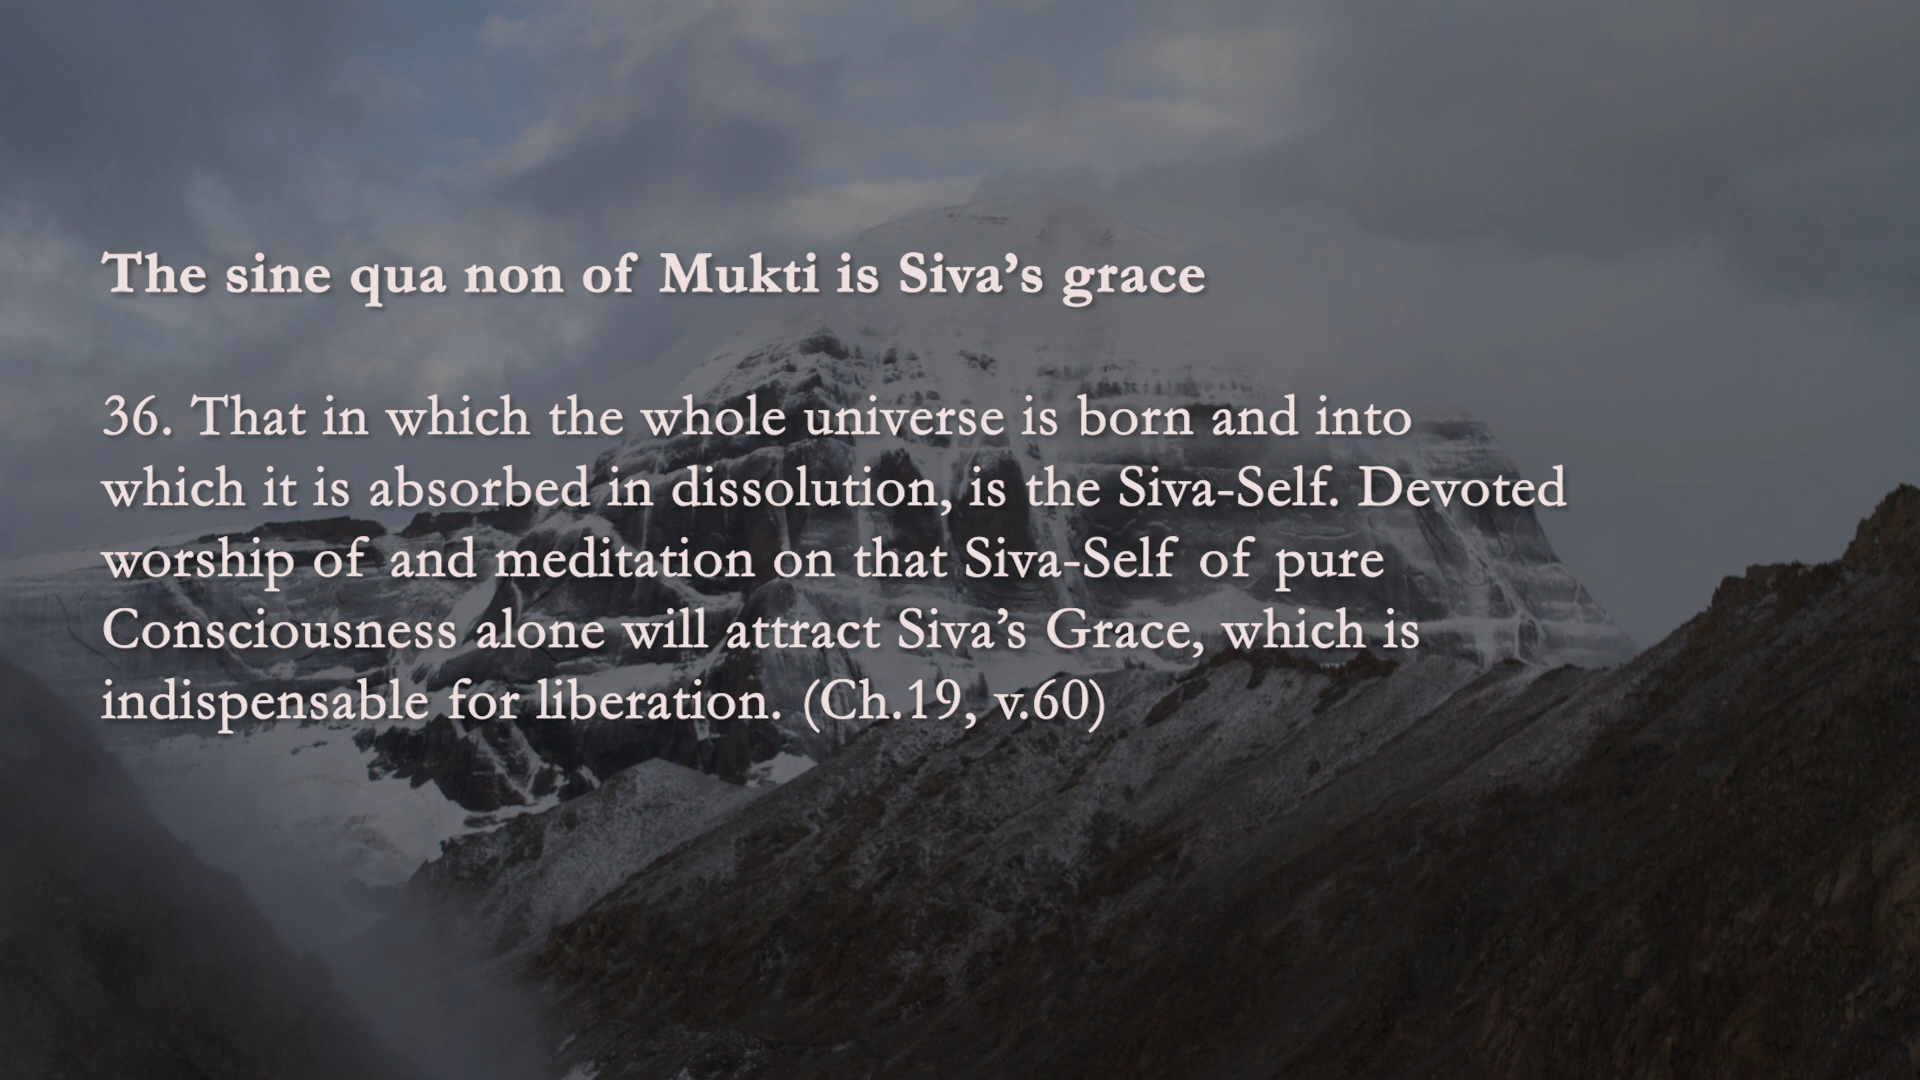 The sine qua non of Mukti is Siva’s grace
36. That in which the whole universe is born and into
which it is absorbed in dissolution, is the Siva-Self. Devoted
worship of and meditation on that Siva-Self of pure
Consciousness alone will attract Siva’s Grace, which is
indispensable for liberation. (Ch.19, v.60)